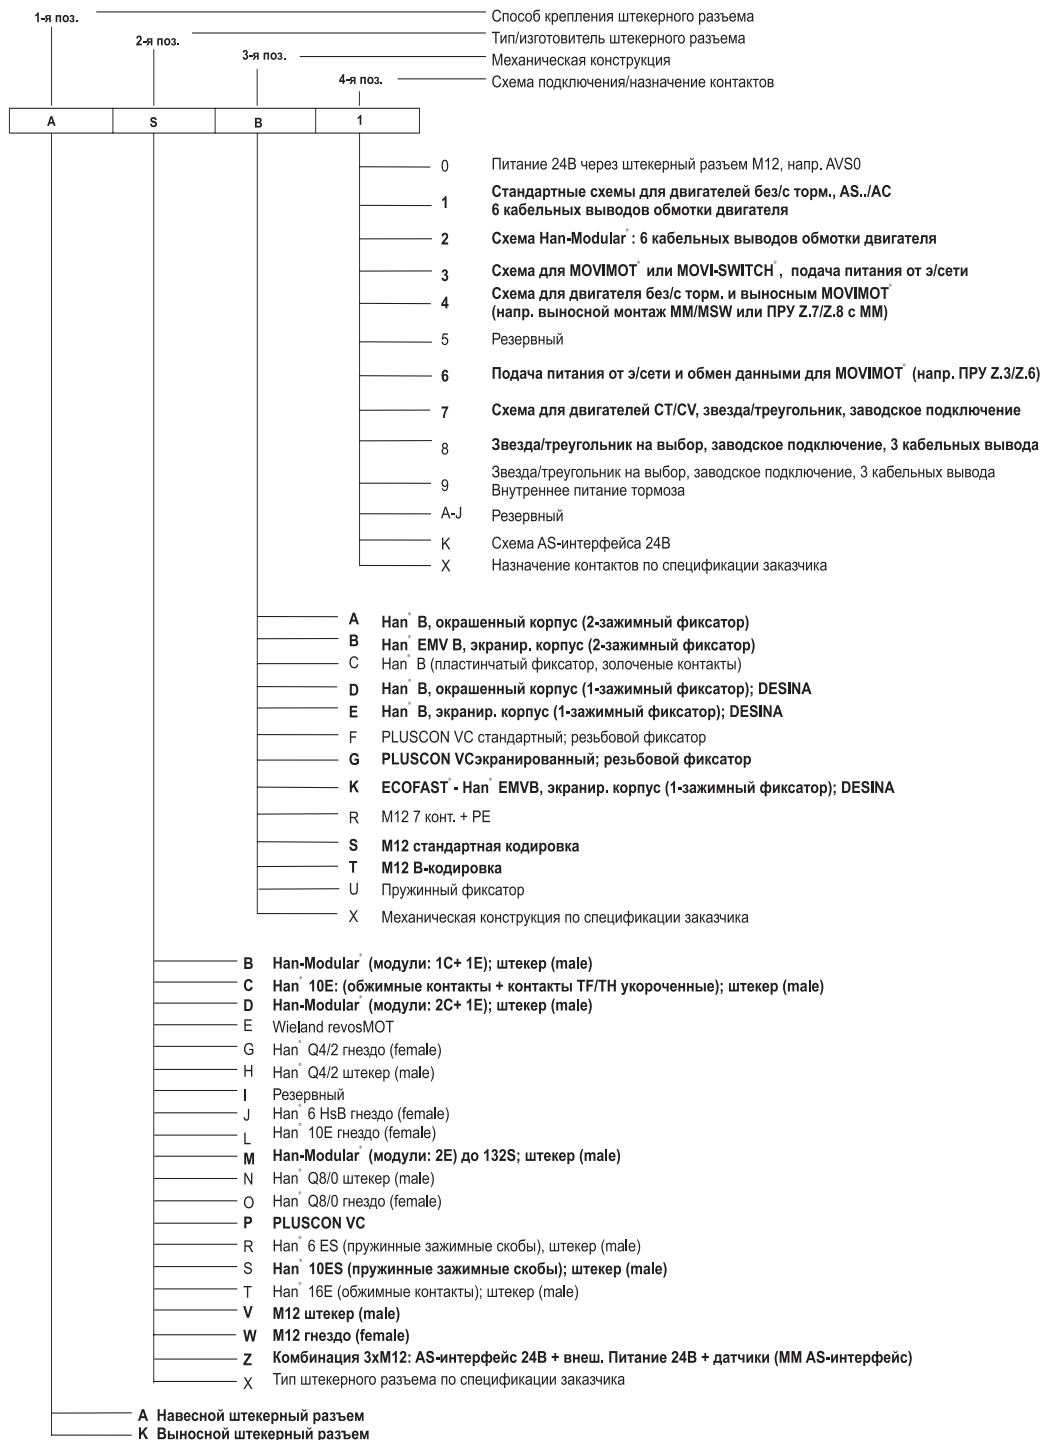 1-я поз. Способ крепления штекерного разъема
2-я поз. Тип/изготовитель штекерного разъема
3-я поз. Механическая конструкция
4-я поз. Схема подключения/назначение контактов
A S B 1
0 Питание 24В через штекерный разъем М12, напр. AVS0
1 Стандартные схемы для двигателей без/с торм., AS../AC
6 кабельных выводов обмотки двигателя
2 Схема Han-Modular® : 6 кабельных выводов обмотки двигателя
3 Схема для MOVIMOT® или MOVI-SWITCH® , подача питания от э/сети
4 Схема для двигателя без/с торм. и выносным MOVIMOT®
(напр. выносной монтаж MM/MSW или ПРУ Z.7/Z.8 с ММ)
5 Резервный
6 Подача питания от э/сети и обмен данными для MOVIMOT® (напр. ПРУ Z.3/Z.6)
7 Схема для двигателей CT/CV, звезда/треугольник, заводское подключение
8 Звезда/треугольник на выбор, заводское подключение, 3 кабельных вывода
9 Звезда/треугольник на выбор, заводское подключение, 3 кабельных вывода
Внутреннее питание тормоза
A-J Резервный
K Схема AS-интерфейса 24В
X Назначение контактов по спецификации заказчика
A Han® B, окрашенный корпус (2-зажимный фиксатор)
B Han® EMV B, экранир. корпус (2-зажимный фиксатор)
C Han® B (пластинчатый фиксатор, золоченые контакты)
D Han® B, окрашенный корпус (1-зажимный фиксатор); DESINA
E Han® B, экранир. корпус (1-зажимный фиксатор); DESINA
F PLUSCON VC стандартный; резьбовой фиксатор
G PLUSCON VCэкранированный; резьбовой фиксатор
K ECOFAST® - Han® EMVB, экранир. корпус (1-зажимный фиксатор); DESINA
R M12 7 конт. + PE
S M12 стандартная кодировка
T M12 В-кодировка
U Пружинный фиксатор
X Механическая конструкция по спецификации заказчика
B Han-Modular® (модули: 1C+ 1E); штекер (male)
C Han® 10E: (обжимные контакты + контакты TF/TH укороченные); штекер (male)
D Han-Modular® (модули: 2C+ 1E); штекер (male)
E Wieland revosMOT
G Han® Q4/2 гнездо (female)
H Han® Q4/2 штекер (male)
I Резервный
J Han® 6 HsB гнездо (female)
L Han® 10E гнездо (female)
M Han-Modular® (модули: 2E) до 132S; штекер (male)
N Han® Q8/0 штекер (male)
O Han® Q8/0 гнездо (female)
P PLUSCON VC
R Han® 6 ES (пружинные зажимные скобы), штекер (male)
S Han® 10ES (пружинные зажимные скобы); штекер (male)
T Han® 16E (обжимные контакты); штекер (male)
V M12 штекер (male)
W M12 гнездо (female)
Z Комбинация 3xM12: AS-интерфейс 24В + внеш. Питание 24В + датчики (ММ AS-интерфейс)
X Тип штекерного разъема по спецификации заказчика
A Навесной штекерный разъем
K Выносной штекерный разъем